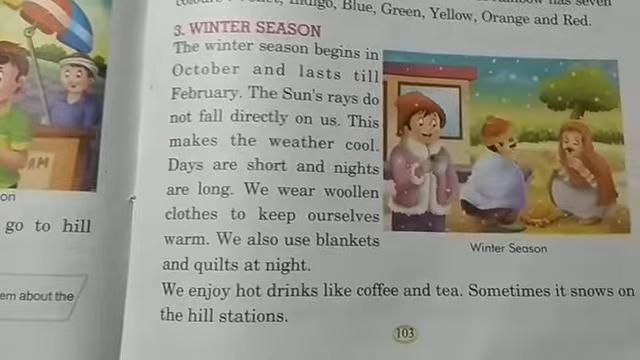 Indigo, Blue, Green, Yellow, Orange and Red.
3. WINTER SEASON
The winter season begins in
October and lasts till
February. The Sun's rays do
not fall directly on us. This
makes the weather cool.
Days are short and nights
are long. We wear woollen
clothes to keep ourselves
warm. We also use blankets
and quilts at night.
We enjoy hot drinks like coffee and tea. Sometimes it snows on
the hill stations.
Winter Season
103
go to hill
about the